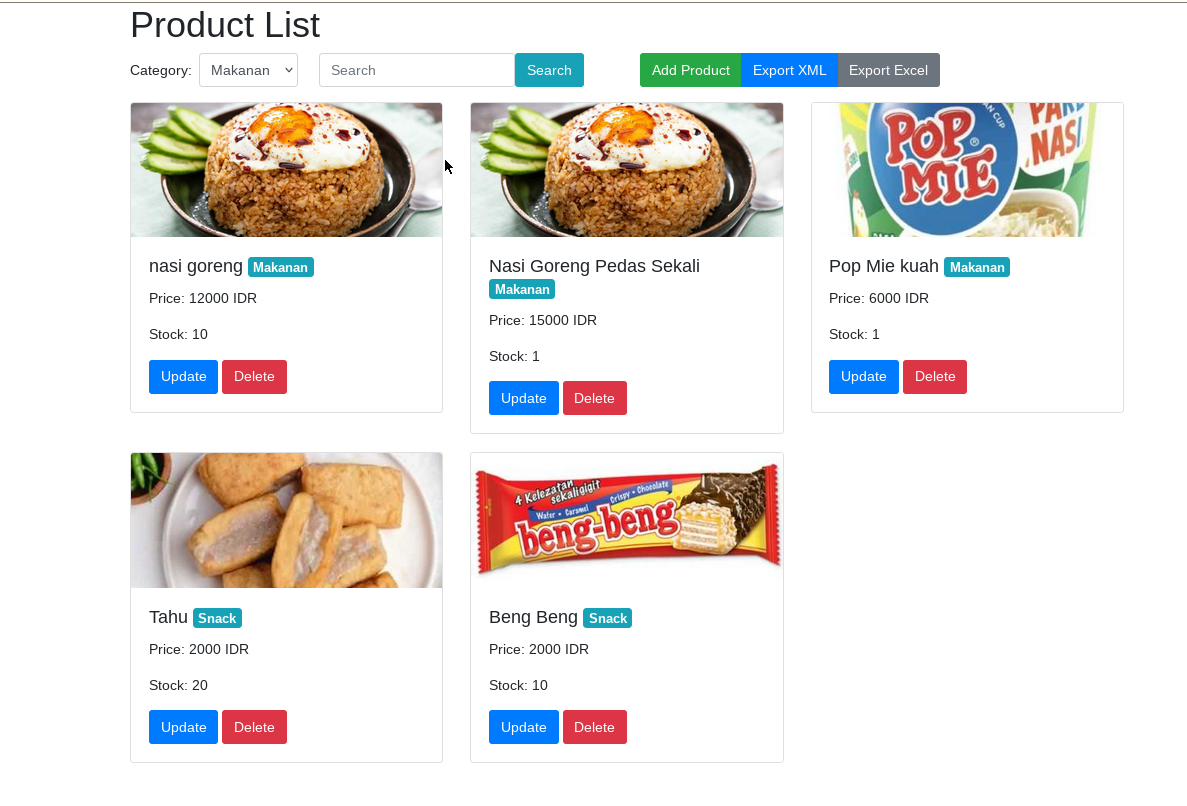 Product List
Category: Makanan Search Search Add Product Export XML Export Excel
POP
MIE
®
AN CUP
NASI
nasi goreng Makanan
Price: 12000 IDR
Stock: 10
Update Delete
Nasi Goreng Pedas Sekali
Makanan
Price: 15000 IDR
Stock: 1
Update Delete
Pop Mie kuah Makanan
Price: 6000 IDR
Stock: 1
Update Delete
4 Kelezatan
sekaligigit
Wafer • Caramel Crispy • Chocolate
beng-beng
Tahu Snack
Price: 2000 IDR
Stock: 20
Update Delete
Beng Beng Snack
Price: 2000 IDR
Stock: 10
Update Delete